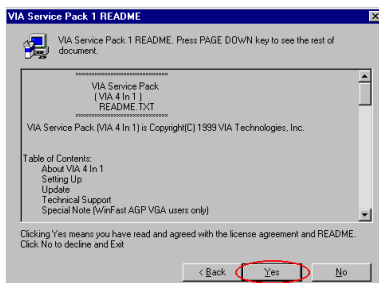 VIA Service Pack 1 README
VIA Service Pack 1 README. Press PAGE DOWN key to see the rest of
document.
==============================
VIA Service Pack
( VIA 4 In 1 )
README.TXT
==============================
VIA Service Pack (VIA 4 In 1) is Copyright(C) 1999 VIA Technologies, Inc.
Table of Contents:
About VIA 4 In 1
Setting Up
Update
Technical Support
Special Note (WinFast AGP VGA users only)
Clicking Yes means you have read and agreed with the license agreement and README.
Click No to decline and Exit
< Back
Yes
No